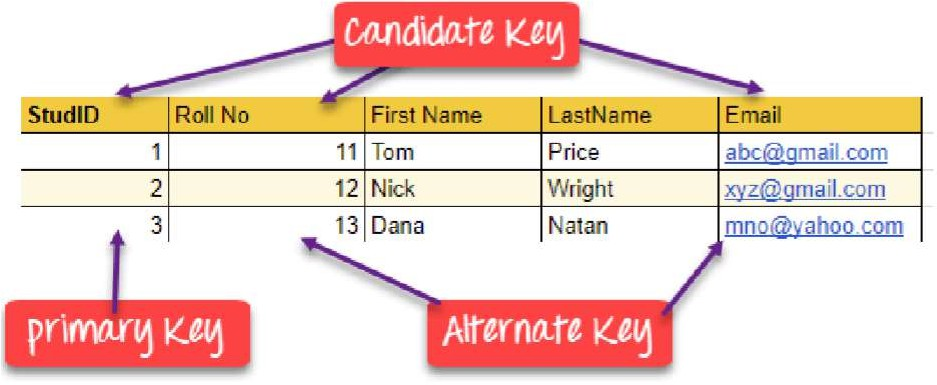 Candidate Key
StudID Roll No First Name LastName Email
1 11 Tom Price abc@gmail.com
2 12 Nick Wright xyz@gmail.com
3 13 Dana Natan mno@yahoo.com
primary Key Alternate Key